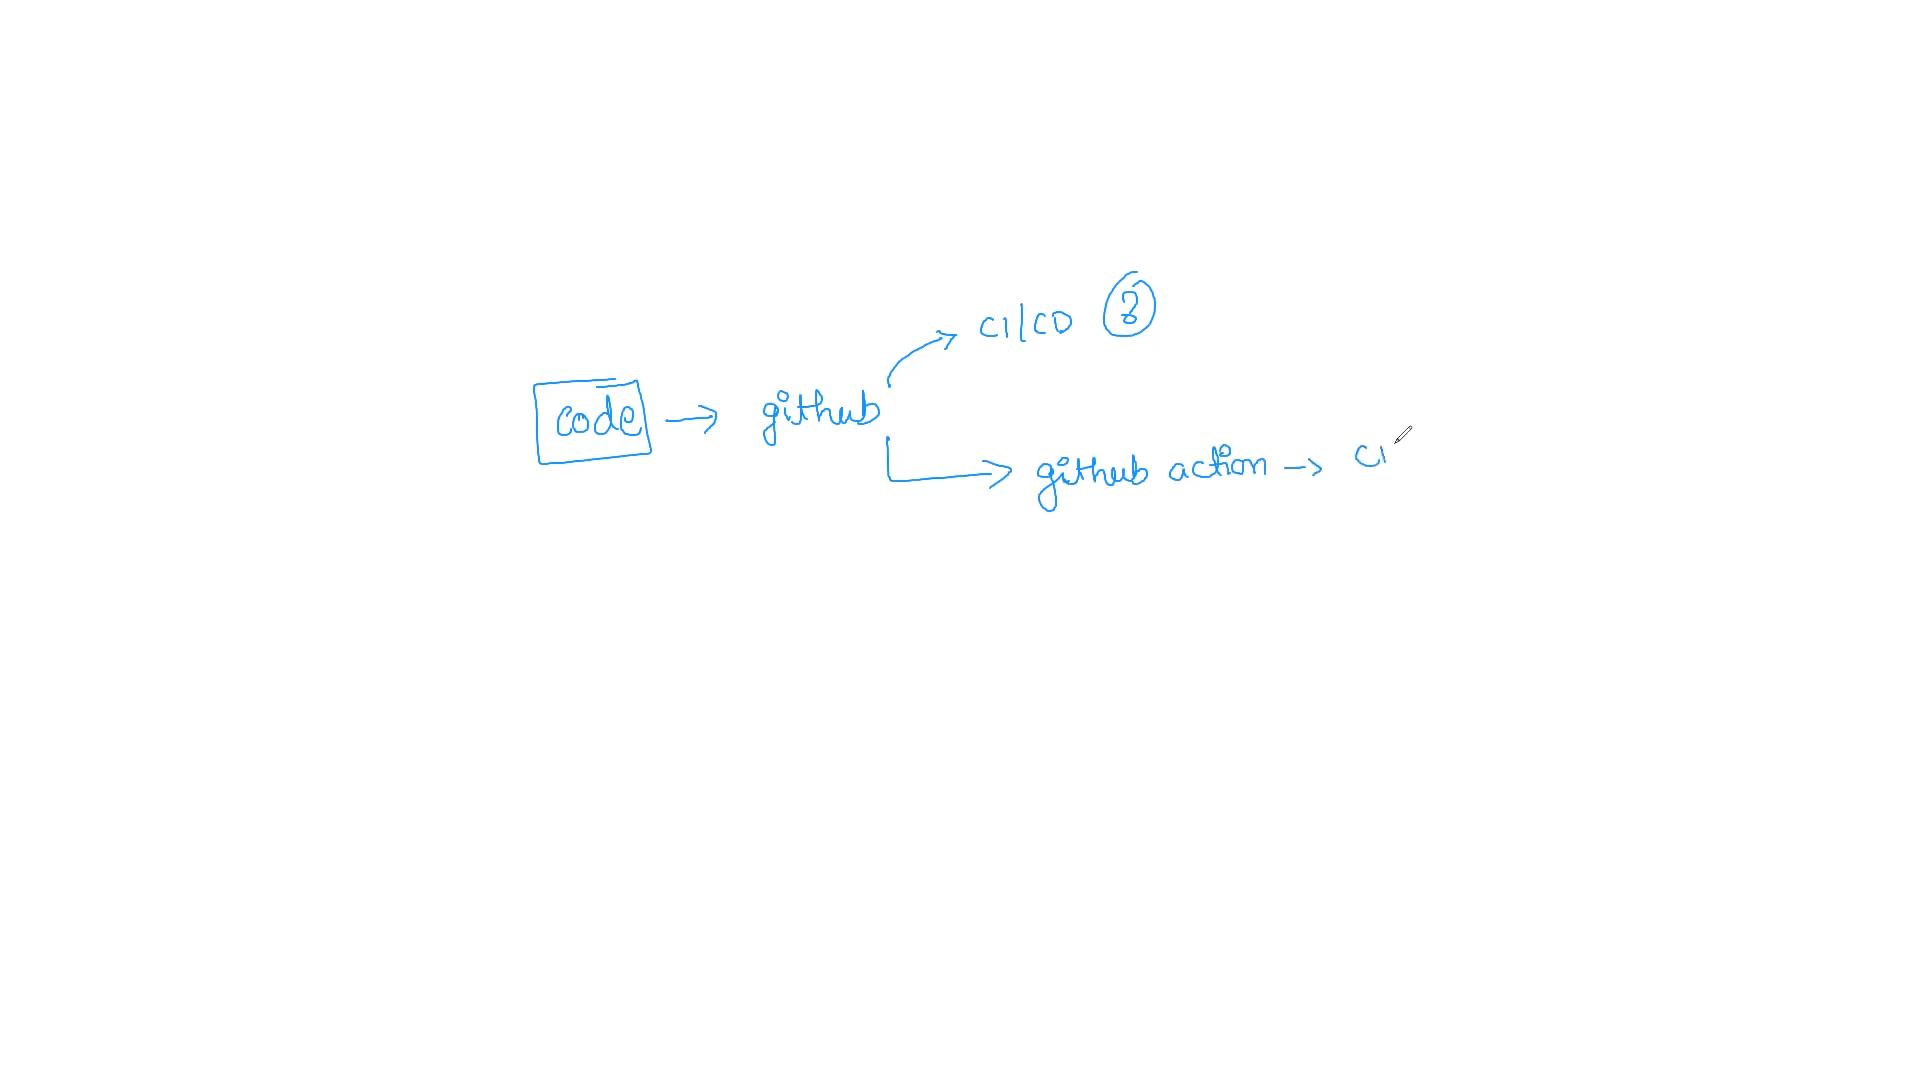 CI/CD ?
code → github
github action → CI